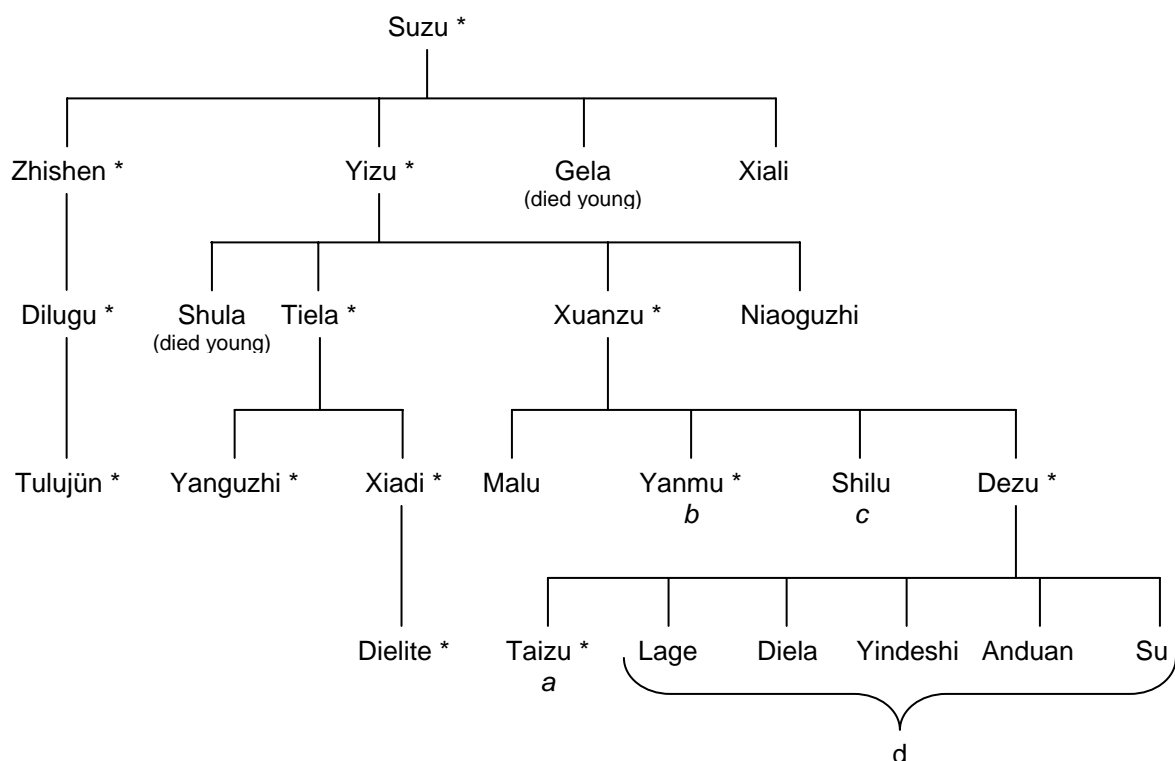 Suzu *
Zhishen * Yizu * Gela Xiali
(died young)
Dilugu * Shula Tiela * Xuanzu * Niaoguzhi
(died young)
Tulujün * Yanguzhi * Xiadi * Malu Yanmu * Shilu Dezu *
b c
Dielite * Taizu * Lage Diela Yindeshi Anduan Su
a
d